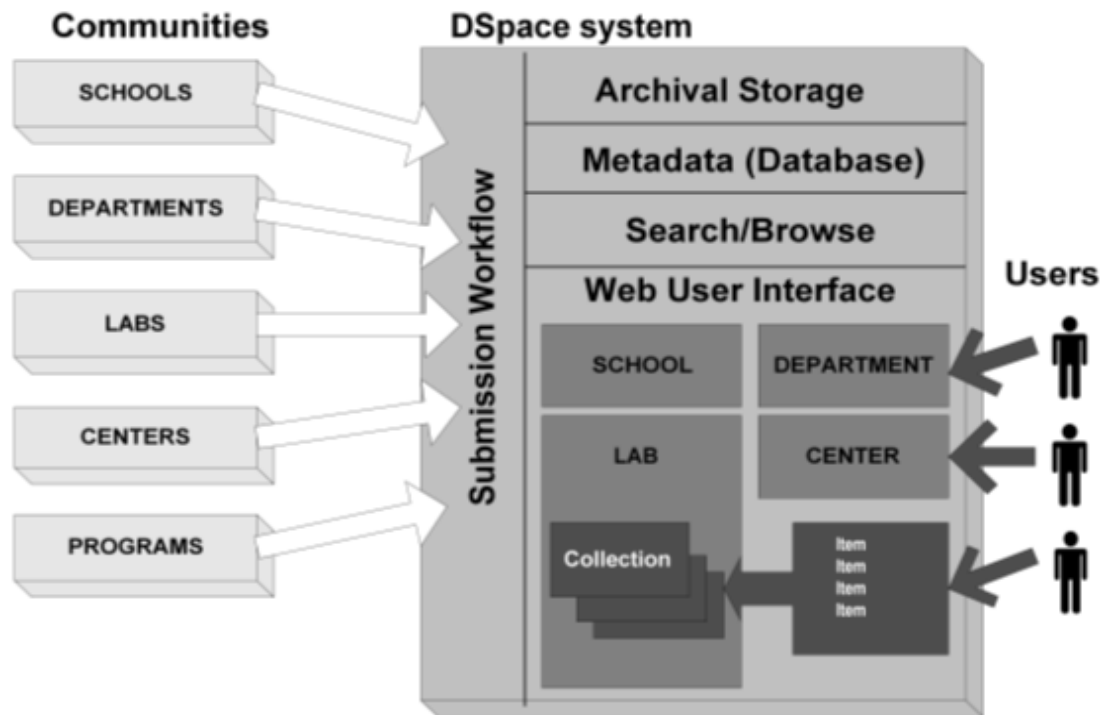 Communities
DSpace system
SCHOOLS
DEPARTMENTS
LABS
CENTERS
PROGRAMS
Submission Workflow
Archival Storage
Metadata (Database)
Search/Browse
Web User Interface
SCHOOL
DEPARTMENT
LAB
CENTER
Collection
Item
Item
Item
Item
Users